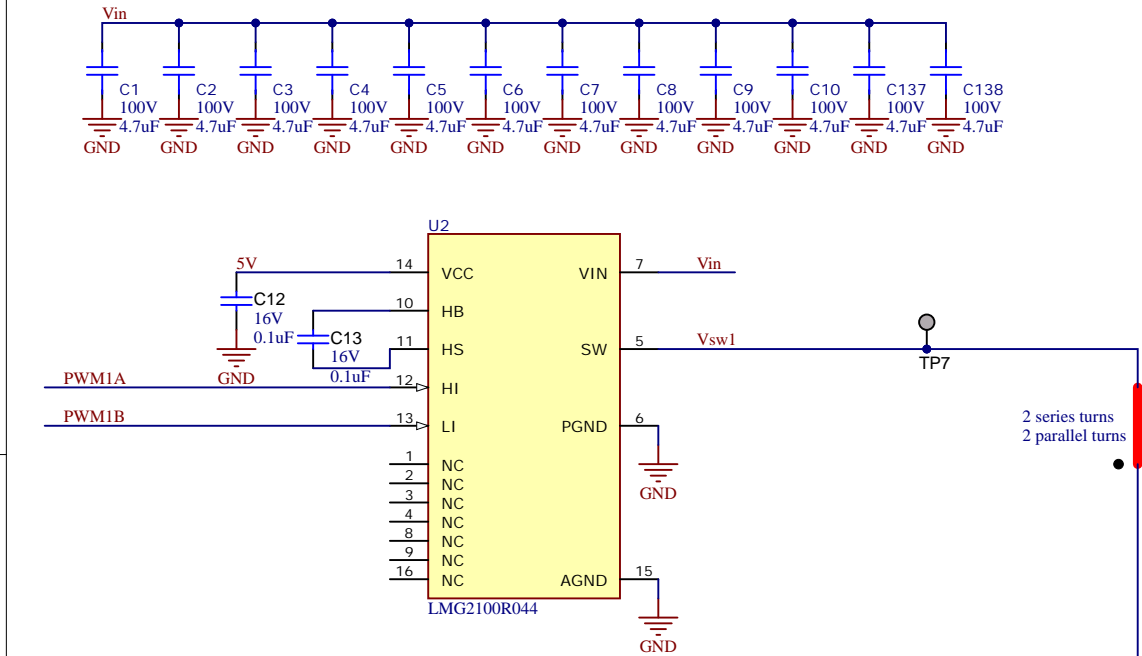 Vin
C1 C2 C3 C4 C5 C6 C7 C8 C9 C10 C137 C138
100V 100V 100V 100V 100V 100V 100V 100V 100V 100V 100V 100V
4.7uF 4.7uF 4.7uF 4.7uF 4.7uF 4.7uF 4.7uF 4.7uF 4.7uF 4.7uF 4.7uF 4.7uF
GND GND GND GND GND GND GND GND GND GND GND GND
U2
5V 14 VCC VIN 7 Vin
C12
16V
0.1uF
GND
10 HB
C13
16V
0.1uF
11 HS SW 5 Vsw1
TP7
PWM1A 12 HI
PWM1B 13 LI PGND 6
GND
2 series turns
2 parallel turns
1 NC
2 NC
3 NC
4 NC
8 NC
9 NC
16 NC AGND 15
GND
LMG2100R044